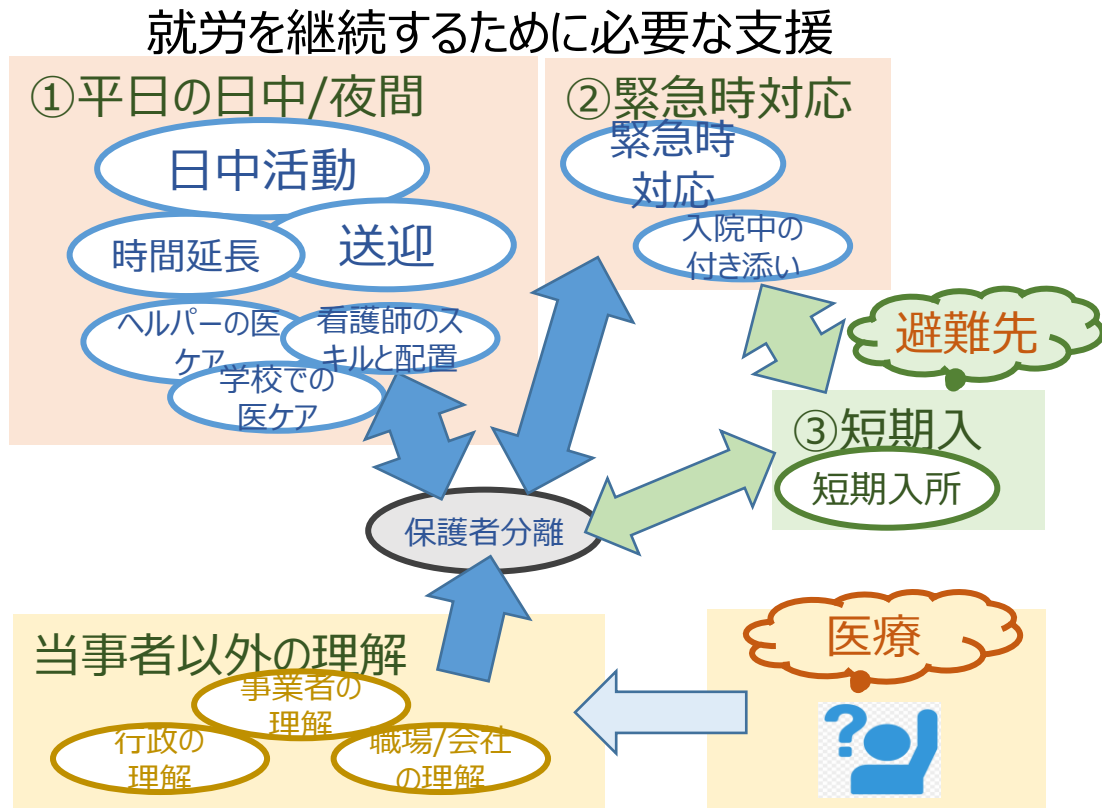 就労を継続するために必要な支援
①平日の日中/夜間
日中活動
時間延長
送迎
ヘルパーの医
ケア
看護師のス
キルと配置
学校での
医ケア
②緊急時対応
緊急時
対応
入院中の
付き添い
避難先
③短期入
短期入所
保護者分離
当事者以外の理解
事業者の
理解
行政の
理解
職場/会社
の理解
医療
?